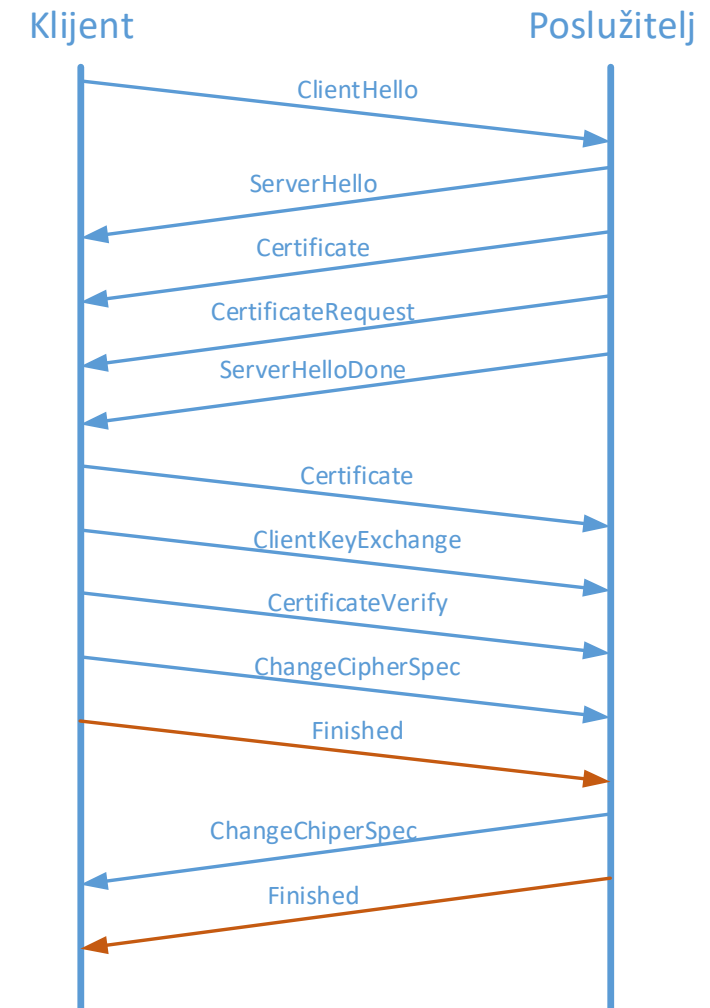 Klijent
Poslužitelj
ClientHello
ServerHello
Certificate
CertificateRequest
ServerHelloDone
Certificate
ClientKeyExchange
CertificateVerify
ChangeCipherSpec
Finished
ChangeChiperSpec
Finished